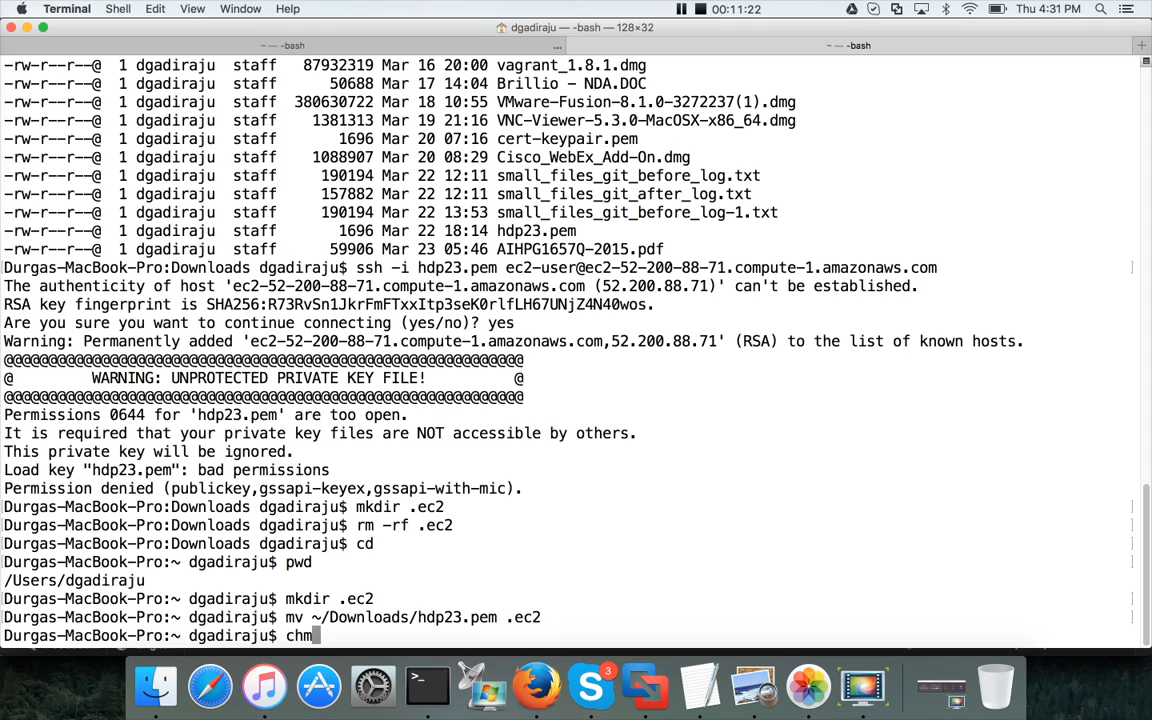 Terminal Shell Edit View Window Help 00:11:22 Thu 4:31 PM
dgadiraju — -bash — 128×32
~ — -bash ... ~ — -bash +
-rw-r--r--@ 1 dgadiraju staff 87932319 Mar 16 20:00 vagrant_1.8.1.dmg
-rw-r--r--@ 1 dgadiraju staff 50688 Mar 17 14:04 Brillio - NDA.DOC
-rw-r--r--@ 1 dgadiraju staff 380630722 Mar 18 10:55 VMware-Fusion-8.1.0-3272237(1).dmg
-rw-r--r--@ 1 dgadiraju staff 1381313 Mar 19 21:16 VNC-Viewer-5.3.0-MacOSX-x86_64.dmg
-rw-r--r--@ 1 dgadiraju staff 1696 Mar 20 07:16 cert-keypair.pem
-rw-r--r--@ 1 dgadiraju staff 1088907 Mar 20 08:29 Cisco_WebEx_Add-On.dmg
-rw-r--r--@ 1 dgadiraju staff 190194 Mar 22 12:11 small_files_git_before_log.txt
-rw-r--r--@ 1 dgadiraju staff 157882 Mar 22 12:11 small_files_git_after_log.txt
-rw-r--r--@ 1 dgadiraju staff 190194 Mar 22 13:53 small_files_git_before_log-1.txt
-rw-r--r--@ 1 dgadiraju staff 1696 Mar 22 18:14 hdp23.pem
-rw-r--r--@ 1 dgadiraju staff 59906 Mar 23 05:46 AIHPG1657Q-2015.pdf
Durgas-MacBook-Pro:Downloads dgadiraju$ ssh -i hdp23.pem ec2-user@ec2-52-200-88-71.compute-1.amazonaws.com
The authenticity of host 'ec2-52-200-88-71.compute-1.amazonaws.com (52.200.88.71)' can't be established.
RSA key fingerprint is SHA256:R73RvSn1JkrFmFTxxItp3seK0rlfLH67UNjZ4N40wos.
Are you sure you want to continue connecting (yes/no)? yes
Warning: Permanently added 'ec2-52-200-88-71.compute-1.amazonaws.com,52.200.88.71' (RSA) to the list of known hosts.
@@@@@@@@@@@@@@@@@@@@@@@@@@@@@@@@@@@@@@@@@@@@@@@@@@@@@@@@@@@
@ WARNING: UNPROTECTED PRIVATE KEY FILE! @
@@@@@@@@@@@@@@@@@@@@@@@@@@@@@@@@@@@@@@@@@@@@@@@@@@@@@@@@@@@
Permissions 0644 for 'hdp23.pem' are too open.
It is required that your private key files are NOT accessible by others.
This private key will be ignored.
Load key "hdp23.pem": bad permissions
Permission denied (publickey,gssapi-keyex,gssapi-with-mic).
Durgas-MacBook-Pro:Downloads dgadiraju$ mkdir .ec2
Durgas-MacBook-Pro:Downloads dgadiraju$ rm -rf .ec2
Durgas-MacBook-Pro:Downloads dgadiraju$ cd
Durgas-MacBook-Pro:~ dgadiraju$ pwd
/Users/dgadiraju
Durgas-MacBook-Pro:~ dgadiraju$ mkdir .ec2
Durgas-MacBook-Pro:~ dgadiraju$ mv ~/Downloads/hdp23.pem .ec2
Durgas-MacBook-Pro:~ dgadiraju$ chm
3